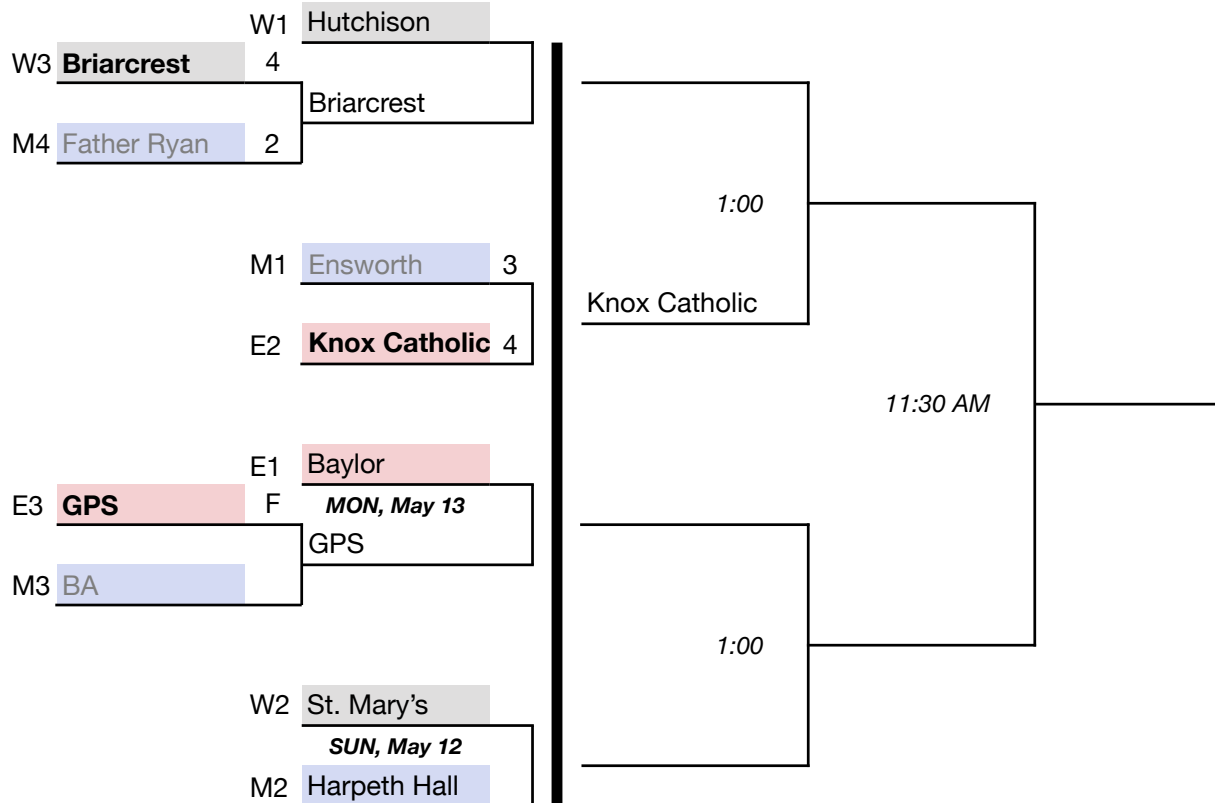 W1 Hutchison
W3 Briarcrest 4
Briarcrest
M4 Father Ryan 2
1:00
M1 Ensworth 3
Knox Catholic
E2 Knox Catholic 4
11:30 AM
E1 Baylor
E3 GPS F MON, May 13
GPS
M3 BA
1:00
W2 St. Mary’s
SUN, May 12
M2 Harpeth Hall